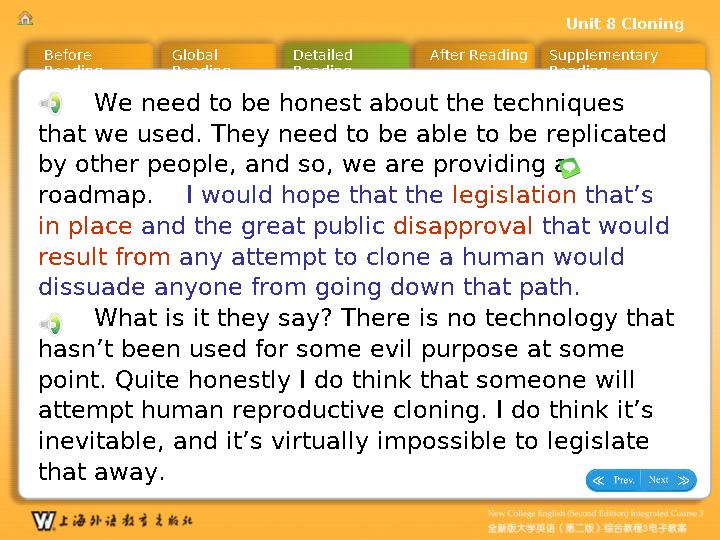 Unit 8 Cloning
Before Reading
Global Reading
Detailed Reading
After Reading
Supplementary Reading
We need to be honest about the techniques
that we used. They need to be able to be replicated
by other people, and so, we are providing a
roadmap. I would hope that the legislation that’s
in place and the great public disapproval that would
result from any attempt to clone a human would
dissuade anyone from going down that path.
What is it they say? There is no technology that
hasn’t been used for some evil purpose at some
point. Quite honestly I do think that someone will
attempt human reproductive cloning. I do think it’s
inevitable, and it’s virtually impossible to legislate
that away.
Prev. Next
上海外语教育出版社
New College English (Second Edition) Integrated Course 3
全新版大学英语（第二版）综合教程3电子教案